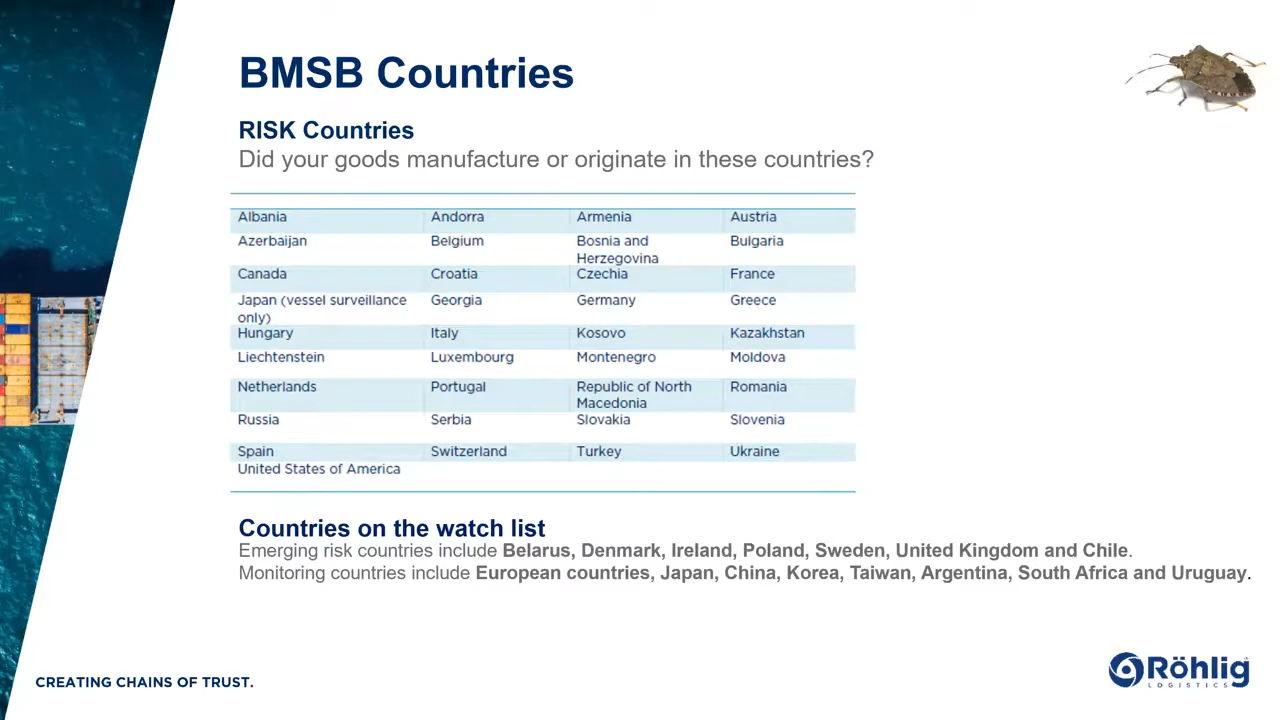 BMSB Countries
RISK Countries
Did your goods manufacture or originate in these countries?
Albania Andorra Armenia Austria
Azerbaijan Belgium Bosnia and Herzegovina Bulgaria
Canada Croatia Czechia France
Japan (vessel surveillance only) Georgia Germany Greece
Hungary Italy Kosovo Kazakhstan
Liechtenstein Luxembourg Montenegro Moldova
Netherlands Portugal Republic of North Macedonia Romania
Russia Serbia Slovakia Slovenia
Spain Switzerland Turkey Ukraine
United States of America
Countries on the watch list
Emerging risk countries include Belarus, Denmark, Ireland, Poland, Sweden, United Kingdom and Chile.
Monitoring countries include European countries, Japan, China, Korea, Taiwan, Argentina, South Africa and Uruguay.
CREATING CHAINS OF TRUST.
Röhlig
LOGISTICS